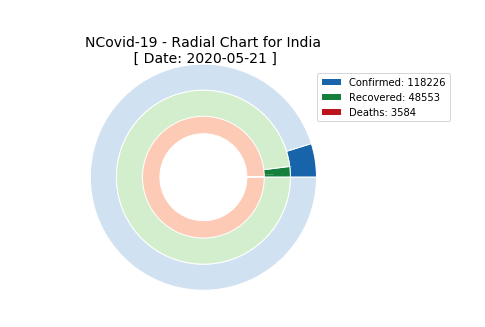 NCovid-19 - Radial Chart for India
[ Date: 2020-05-21 ]
Confirmed: 118226
Recovered: 48553
Deaths: 3584